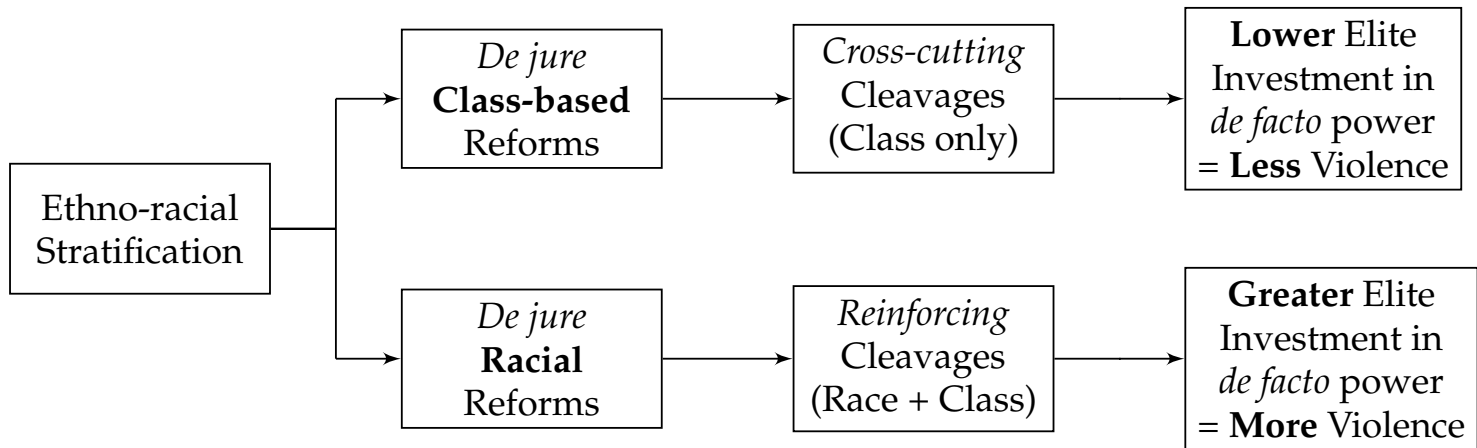 Ethno-racial
Stratification
De jure
Class-based
Reforms
Cross-cutting
Cleavages
(Class only)
Lower Elite
Investment in
de facto power
= Less Violence
De jure
Racial
Reforms
Reinforcing
Cleavages
(Race + Class)
Greater Elite
Investment in
de facto power
= More Violence